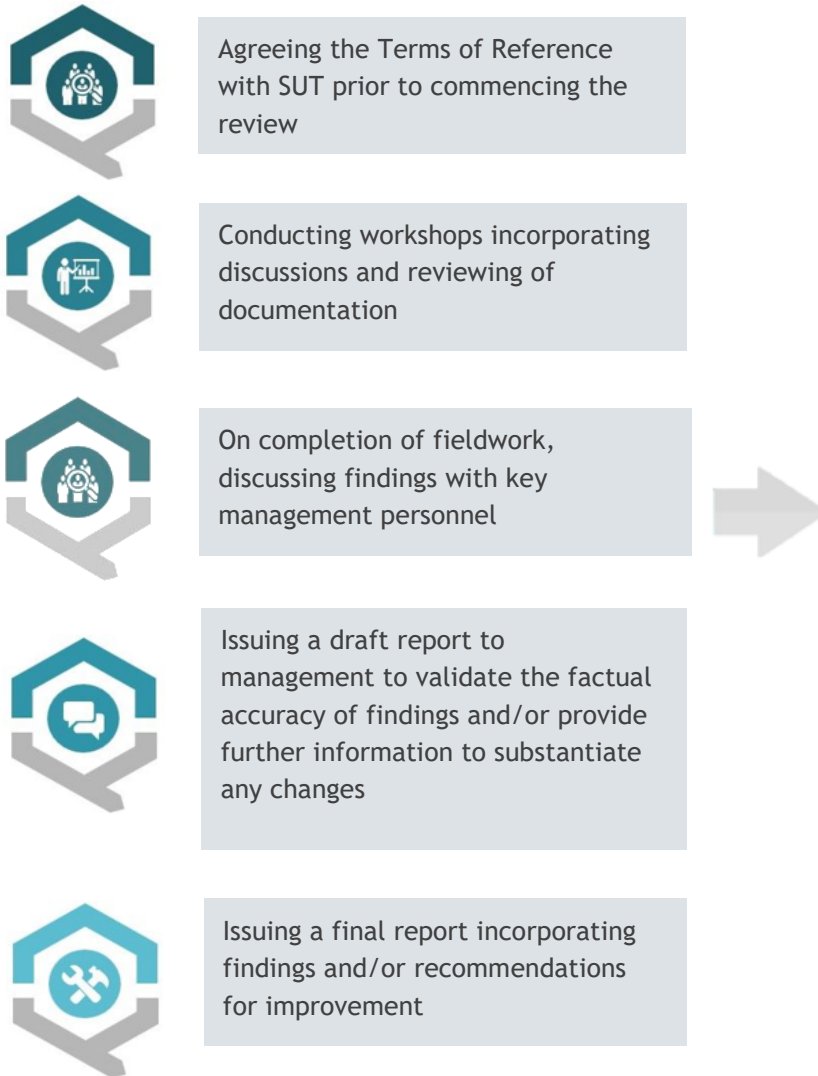 Agreeing the Terms of Reference
with SUT prior to commencing the
review
Conducting workshops incorporating
discussions and reviewing of
documentation
On completion of fieldwork,
discussing findings with key
management personnel
Issuing a draft report to
management to validate the factual
accuracy of findings and/or provide
further information to substantiate
any changes
Issuing a final report incorporating
findings and/or recommendations
for improvement